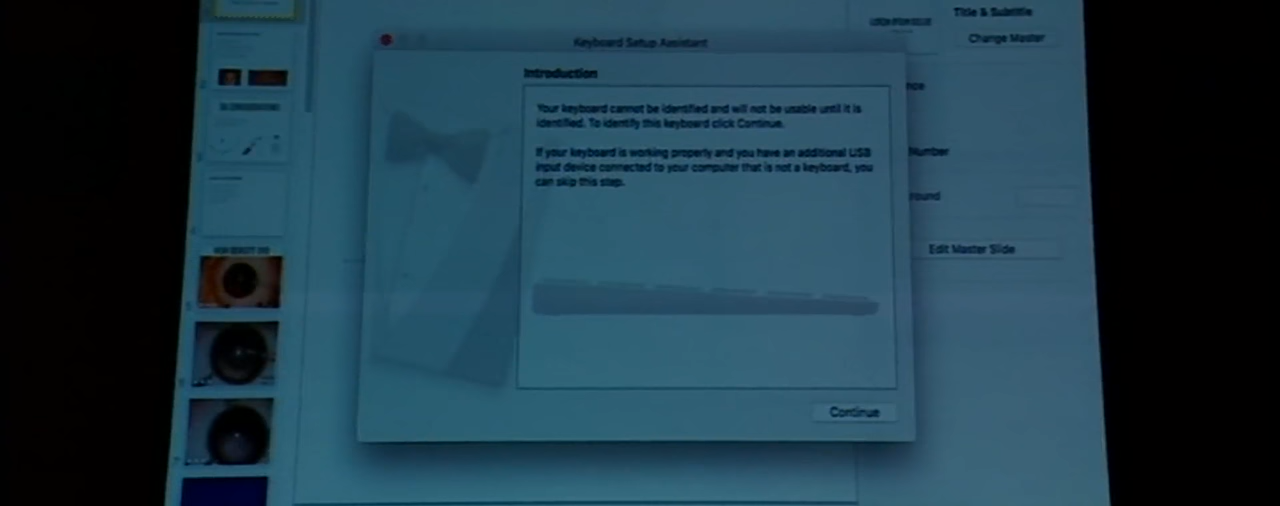 Title & Subtitle
Change Master
Keyboard Setup Assistant
Introduction
Your keyboard cannot be identified and will not be usable until it is
identified. To identify this keyboard click Continue.
If your keyboard is working properly and you have an additional USB
input device connected to your computer that is not a keyboard, you
can skip this step.
Number
Edit Master Slide
Continue